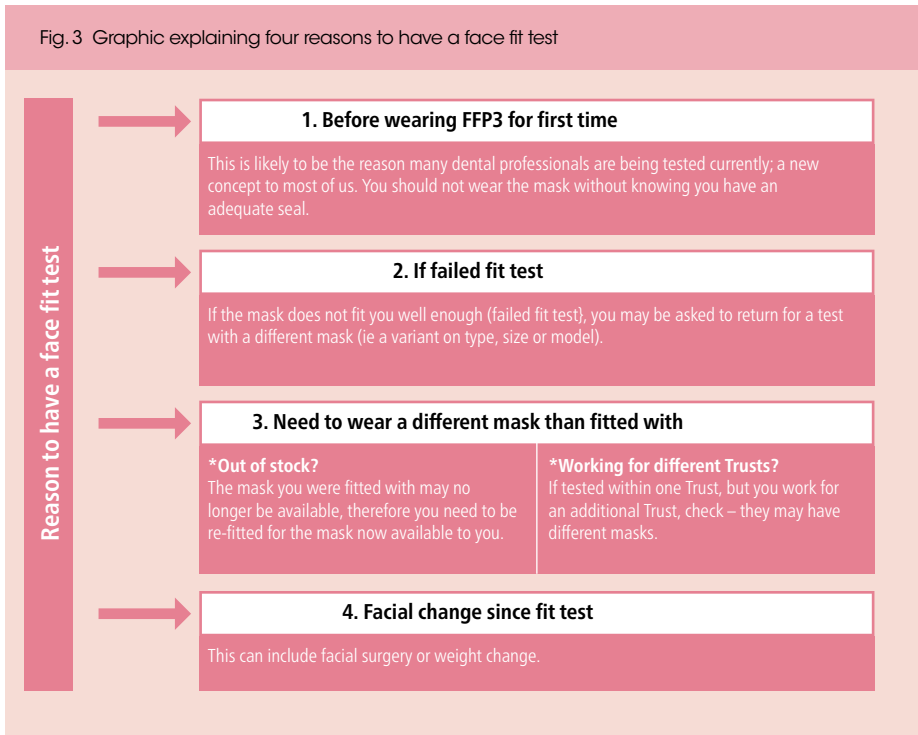 Fig. 3 Graphic explaining four reasons to have a face fit test
Reason to have a face fit test
1. Before wearing FFP3 for first time
This is likely to be the reason many dental professionals are being tested currently; a new
concept to most of us. You should not wear the mask without knowing you have an
adequate seal.
2. If failed fit test
If the mask does not fit you well enough (failed fit test}, you may be asked to return for a test
with a different mask (ie a variant on type, size or model).
3. Need to wear a different mask than fitted with
*Out of stock?
The mask you were fitted with may no
longer be available, therefore you need to be
re-fitted for the mask now available to you.
*Working for different Trusts?
If tested within one Trust, but you work for
an additional Trust, check – they may have
different masks.
4. Facial change since fit test
This can include facial surgery or weight change.